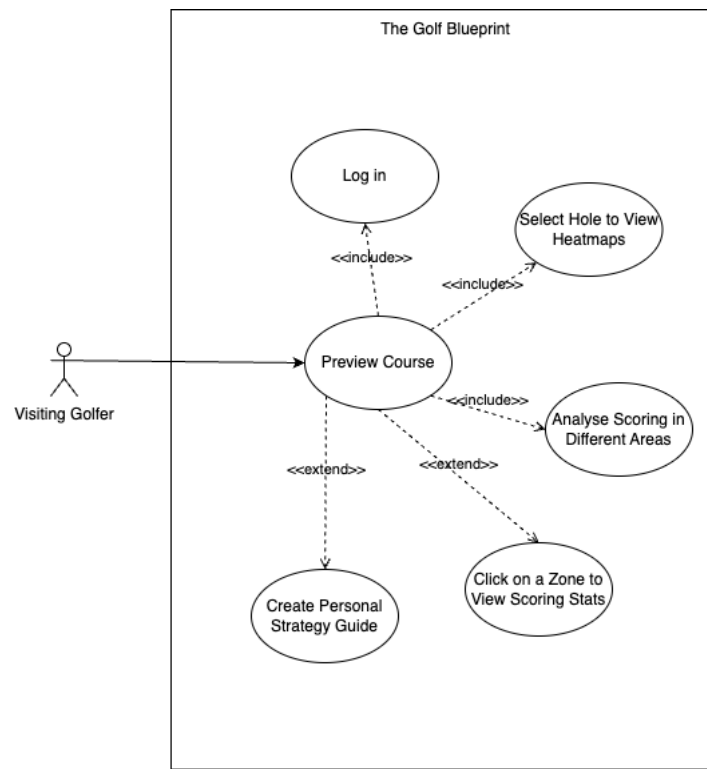 The Golf Blueprint
Log in
Select Hole to View
Heatmaps
<<include>>
<<include>>
Preview Course
Visiting Golfer
<<include>>
Analyse Scoring in
Different Areas
<<extend>>
<<extend>>
Click on a Zone to
View Scoring Stats
Create Personal
Strategy Guide